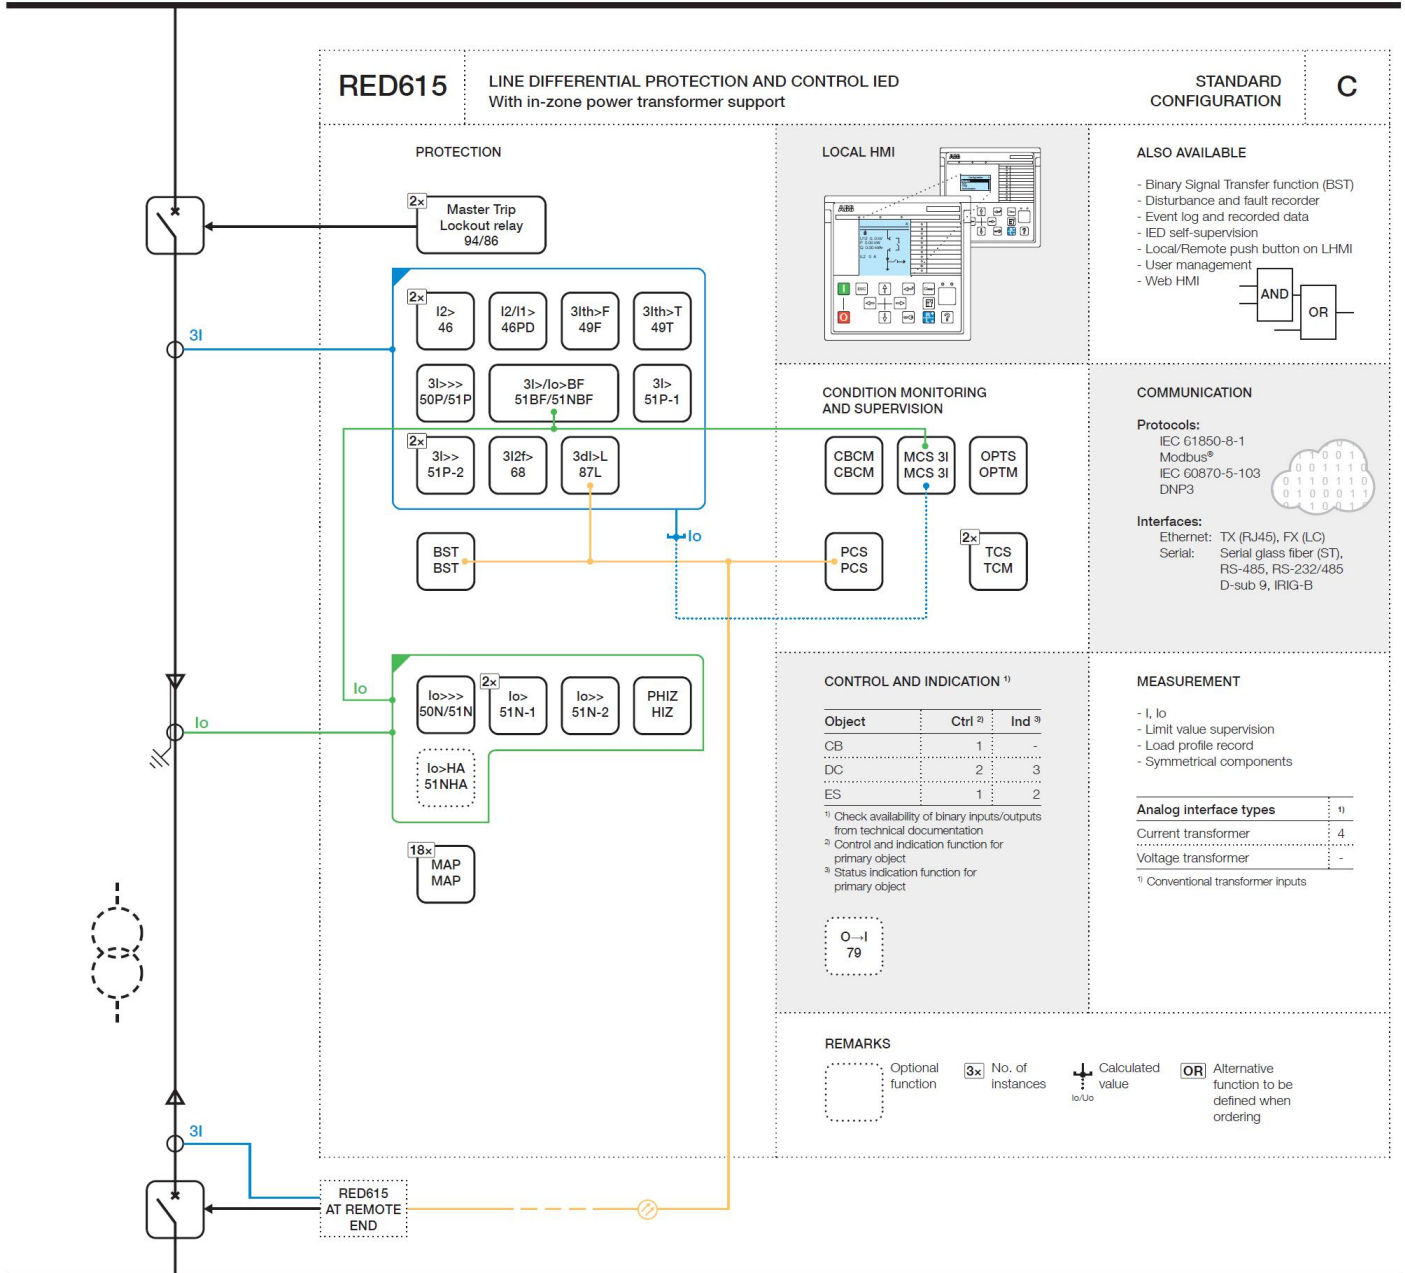 RED615
LINE DIFFERENTIAL PROTECTION AND CONTROL IED
With in-zone power transformer support
STANDARD
CONFIGURATION
C
PROTECTION
2×
Master Trip
Lockout relay
94/86
3I
2×
I2>
46
I2/I1>
46PD
3Ith>F
49F
3Ith>T
49T
3I>>>
50P/51P
3I>/Io>BF
51BF/51NBF
3I>
51P-1
2×
3I>>
51P-2
3I2f>
68
3dI>L
87L
Io
BST
BST
Io
Io
Io>>>
50N/51N
2×
Io>
51N-1
Io>>
51N-2
PHIZ
HIZ
Io>HA
51NHA
18×
MAP
MAP
3I
RED615
AT REMOTE
END
LOCAL HMI
ABB
ABB
ESC
I
O
ALSO AVAILABLE
- Binary Signal Transfer function (BST)
- Disturbance and fault recorder
- Event log and recorded data
- IED self-supervision
- Local/Remote push button on LHMI
- User management
- Web HMI
AND
OR
CONDITION MONITORING
AND SUPERVISION
CBCM
CBCM
MCS 3I
MCS 3I
OPTS
OPTM
PCS
PCS
2×
TCS
TCM
COMMUNICATION
Protocols:
IEC 61850-8-1
Modbus®
IEC 60870-5-103
DNP3
Interfaces:
Ethernet: TX (RJ45), FX (LC)
Serial: Serial glass fiber (ST),
RS-485, RS-232/485
D-sub 9, IRIG-B
CONTROL AND INDICATION ¹⁾
Object Ctrl ²⁾ Ind ³⁾
CB 1 -
DC 2 3
ES 1 2
¹⁾ Check availability of binary inputs/outputs
from technical documentation
²⁾ Control and indication function for
primary object
³⁾ Status indication function for
primary object
O→I
79
MEASUREMENT
- I, Io
- Limit value supervision
- Load profile record
- Symmetrical components
Analog interface types ¹⁾
Current transformer 4
Voltage transformer -
¹⁾ Conventional transformer inputs
REMARKS
Optional
function
3×
No. of
instances
Io/Uo
Calculated
value
OR
Alternative
function to be
defined when
ordering